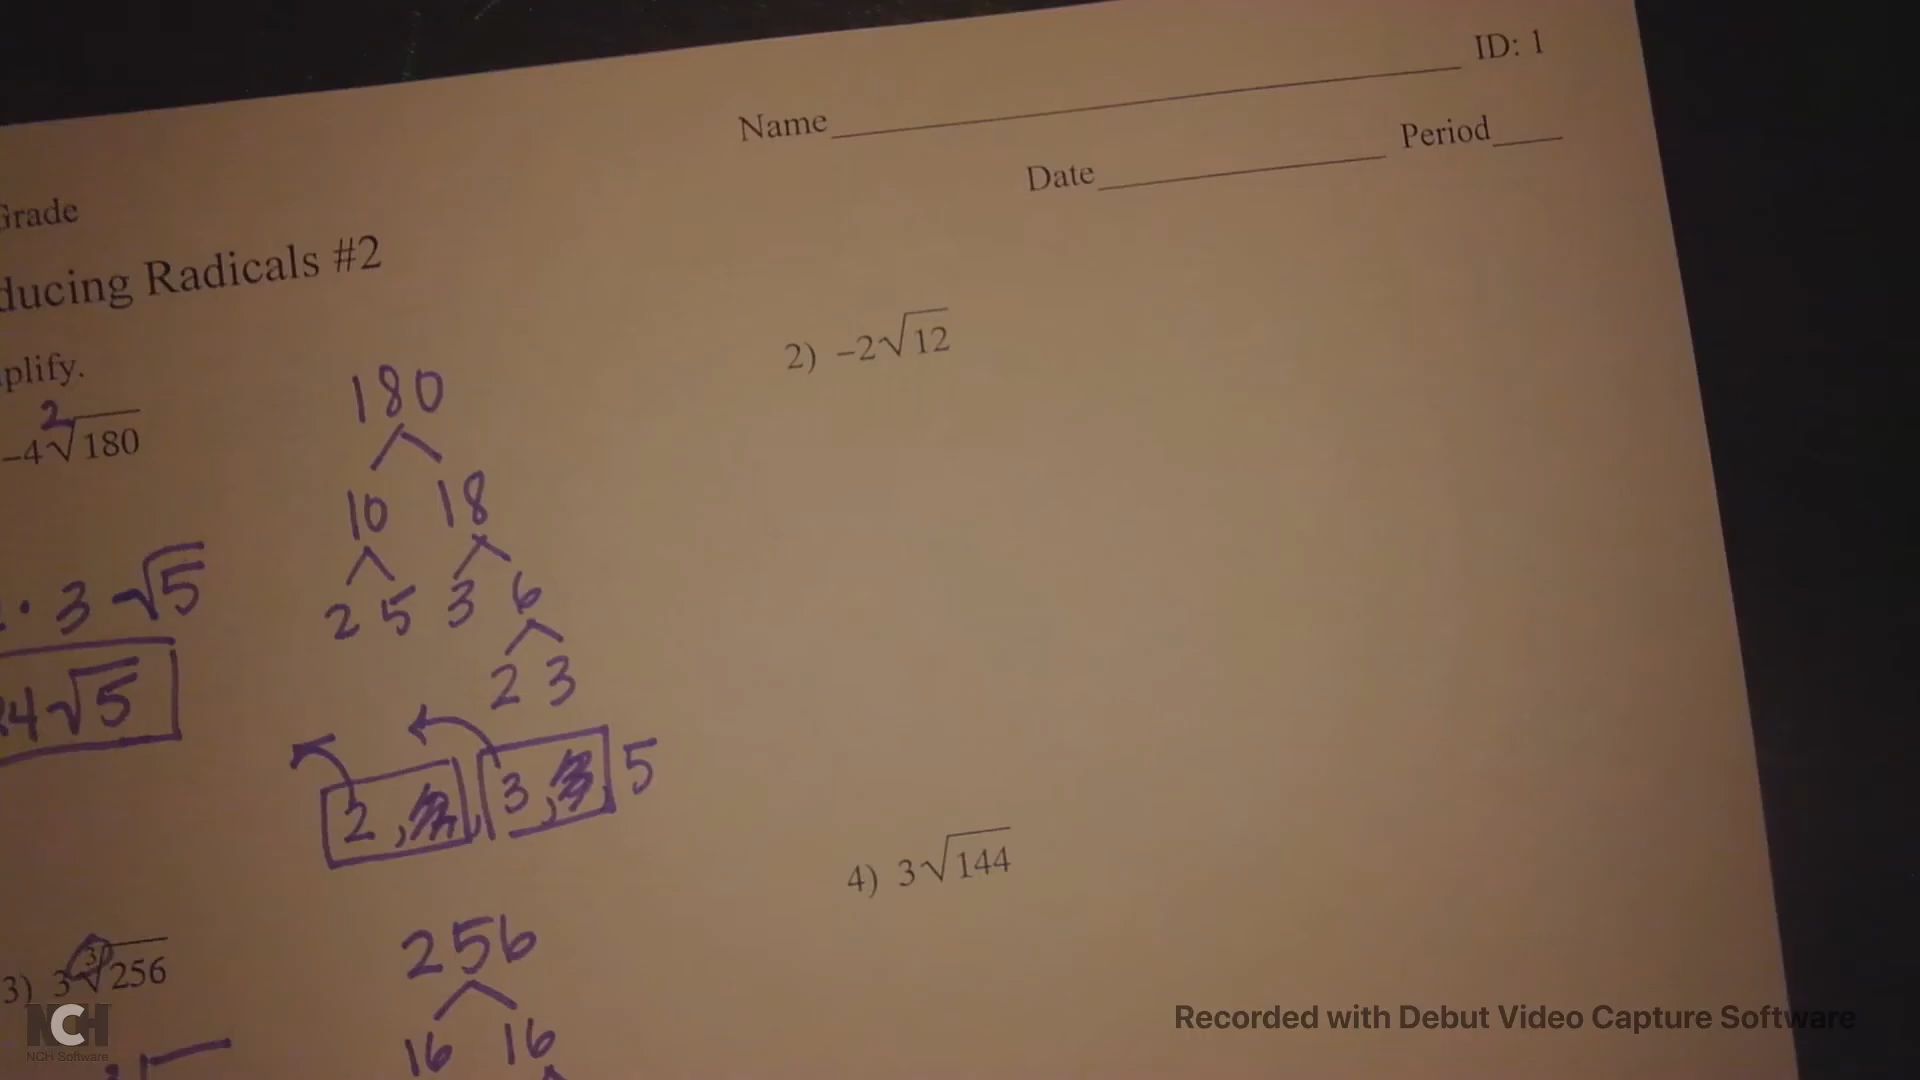 Name ID: 1
Date Period
Grade
ducing Radicals #2
plify.
-4 2√180
180
10 18
2 5 3 6
2 3
· 3 √5
4√5
2, 3, 5
2) -2√12
3) 3 ∛256
256
16 16
4) 3√144
NCH
NCH Software
Recorded with Debut Video Capture Software